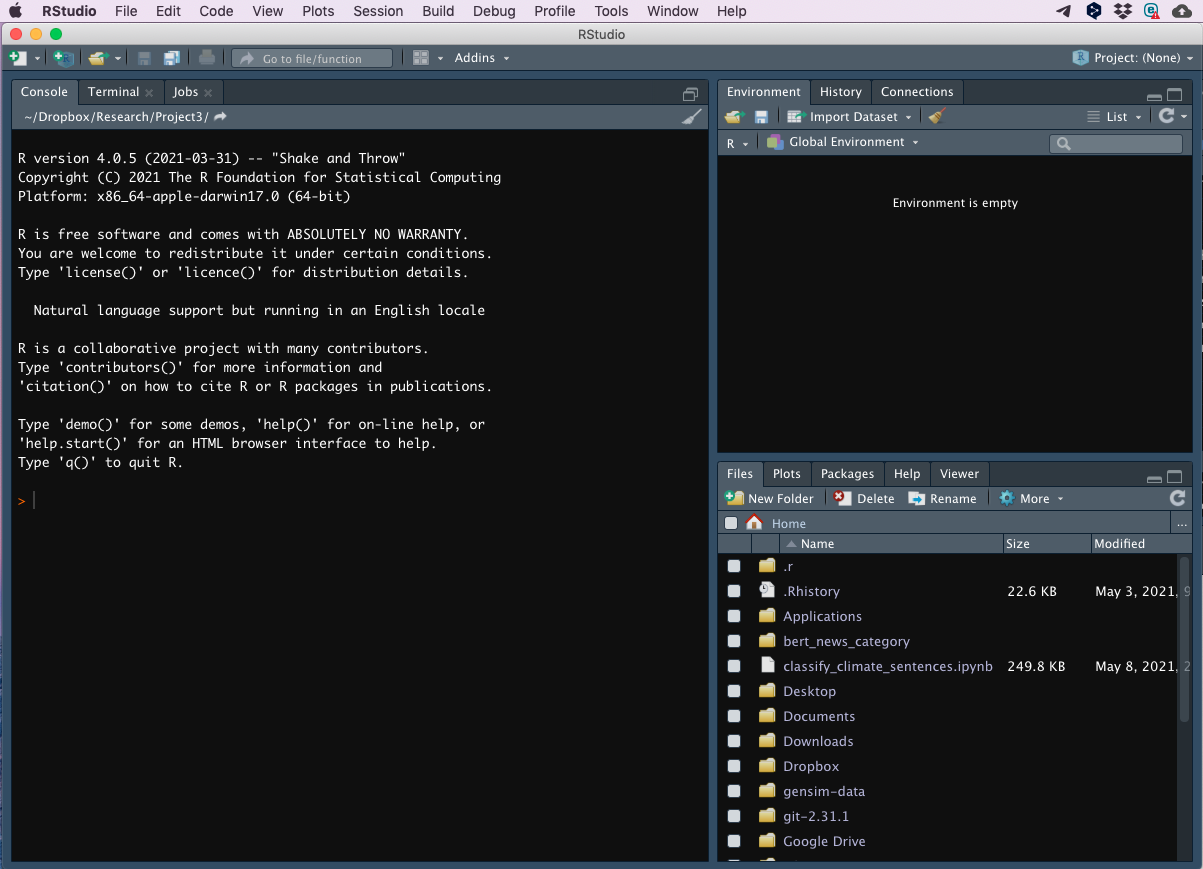 RStudio File Edit Code View Plots Session Build Debug Profile Tools Window Help
RStudio
Go to file/function Addins Project: (None)
Console Terminal Jobs
~/Dropbox/Research/Project3/
R version 4.0.5 (2021-03-31) -- "Shake and Throw"
Copyright (C) 2021 The R Foundation for Statistical Computing
Platform: x86_64-apple-darwin17.0 (64-bit)
R is free software and comes with ABSOLUTELY NO WARRANTY.
You are welcome to redistribute it under certain conditions.
Type 'license()' or 'licence()' for distribution details.
Natural language support but running in an English locale
R is a collaborative project with many contributors.
Type 'contributors()' for more information and
'citation()' on how to cite R or R packages in publications.
Type 'demo()' for some demos, 'help()' for on-line help, or
'help.start()' for an HTML browser interface to help.
Type 'q()' to quit R.
>
Environment History Connections
Import Dataset List
R Global Environment
Environment is empty
Files Plots Packages Help Viewer
New Folder Delete Rename More
Home ...
Name Size Modified
.r
.Rhistory 22.6 KB May 3, 2021, 9
Applications
bert_news_category
classify_climate_sentences.ipynb 249.8 KB May 8, 2021, 2
Desktop
Documents
Downloads
Dropbox
gensim-data
git-2.31.1
Google Drive